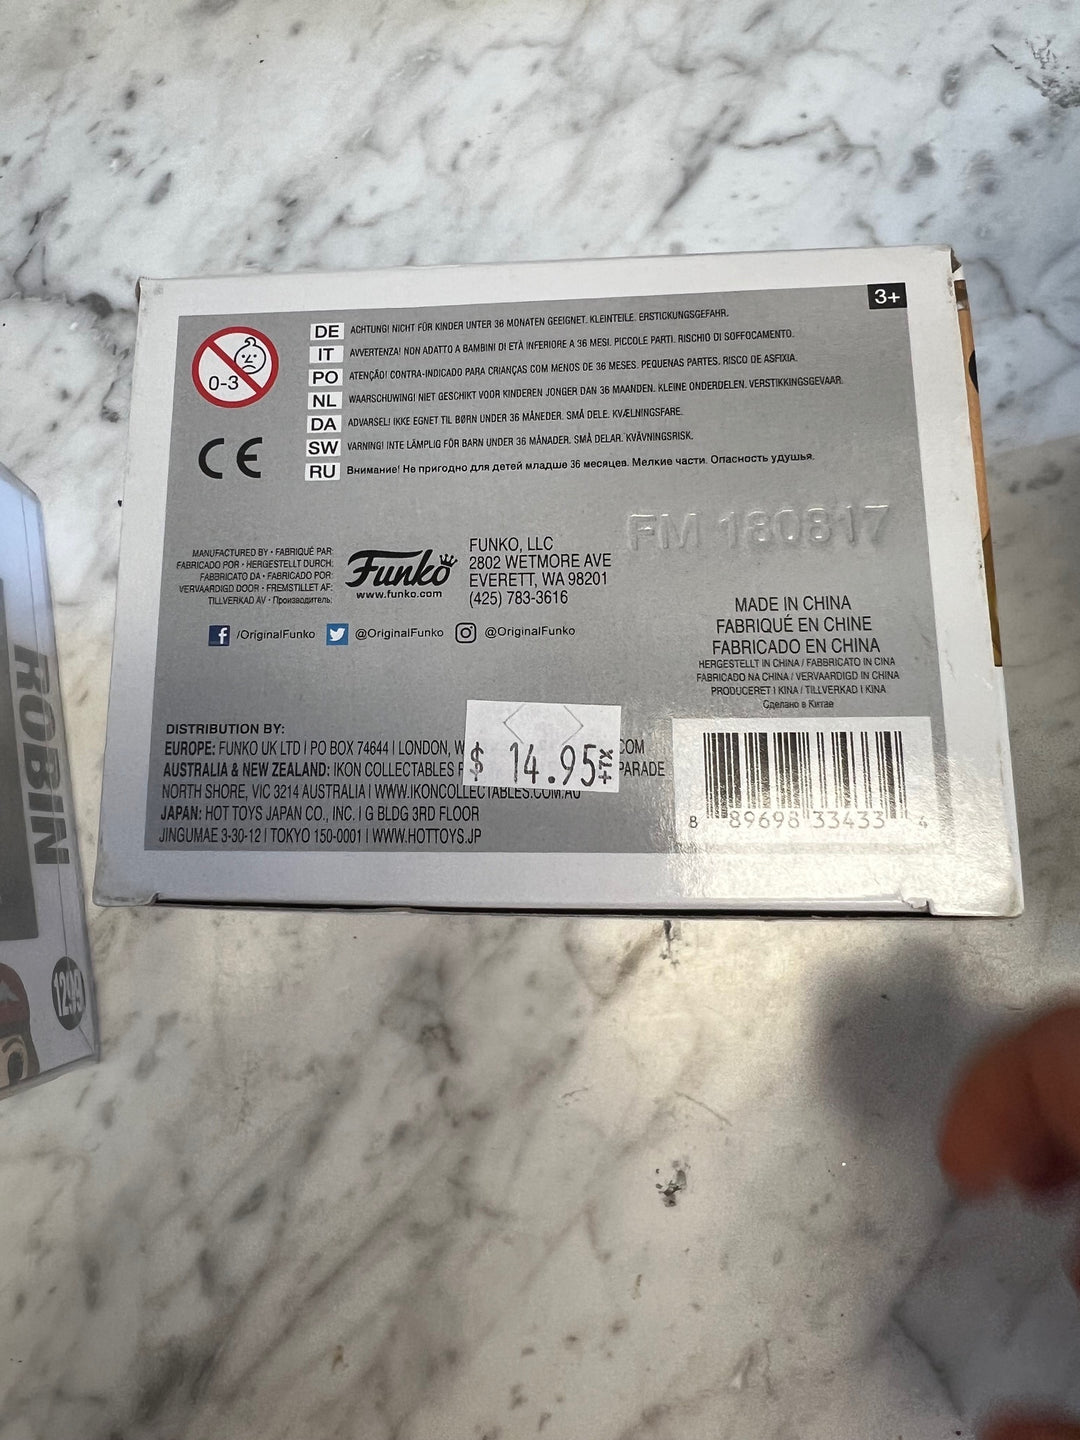 3+
0-3
DE ACHTUNG! NICHT FÜR KINDER UNTER 36 MONATEN GEEIGNET. KLEINTEILE. ERSTICKUNGSGEFAHR.
IT AVVERTENZA! NON ADATTO A BAMBINI DI ETÀ INFERIORE A 36 MESI. PICCOLE PARTI. RISCHIO DI SOFFOCAMENTO.
PO ATENÇÃO! CONTRA-INDICADO PARA CRIANÇAS COM MENOS DE 36 MESES. PEQUENAS PARTES. RISCO DE ASFIXIA.
NL WAARSCHUWING! NIET GESCHIKT VOOR KINDEREN JONGER DAN 36 MAANDEN. KLEINE ONDERDELEN. VERSTIKKINGSGEVAAR.
DA ADVARSEL! IKKE EGNET TIL BØRN UNDER 36 MÅNEDER. SMÅ DELE. KVÆLNINGSFARE.
SW VARNING! INTE LÄMPLIG FÖR BARN UNDER 36 MÅNADER. SMÅ DELAR. KVÄVNINGSRISK.
RU Внимание! Не пригодно для детей младше 36 месяцев. Мелкие части. Опасность удушья.
CE
FM 180817
MANUFACTURED BY • FABRIQUÉ PAR:
FABRICADO POR • HERGESTELLT DURCH:
FABBRICATO DA • FABRICADO POR:
VERVAARDIGD DOOR • FREMSTILLET AF:
TILLVERKAD AV • Производитель:
Funko
www.funko.com
FUNKO, LLC
2802 WETMORE AVE
EVERETT, WA 98201
(425) 783-3616
/OriginalFunko @OriginalFunko @OriginalFunko
MADE IN CHINA
FABRIQUÉ EN CHINE
FABRICADO EN CHINA
HERGESTELLT IN CHINA / FABBRICATO IN CINA
FABRICADO NA CHINA / VERVAARDIGD IN CHINA
PRODUCERET I KINA / TILLVERKAD I KINA
Сделано в Китае
DISTRIBUTION BY:
EUROPE: FUNKO UK LTD | PO BOX 74644 | LONDON, W COM
AUSTRALIA & NEW ZEALAND: IKON COLLECTABLES PARADE
NORTH SHORE, VIC 3214 AUSTRALIA | WWW.IKONCOLLECTABLES.COM.AU
JAPAN: HOT TOYS JAPAN CO., INC. | G BLDG 3RD FLOOR
JINGUMAE 3-30-12 | TOKYO 150-0001 | WWW.HOTTOYS.JP
$ 14.95 +TX
8 89698 33433 4
ROBIN
1299